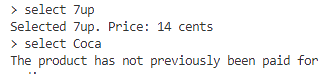 > select 7up
Selected 7up. Price: 14 cents
> select Coca
The product has not previously been paid for